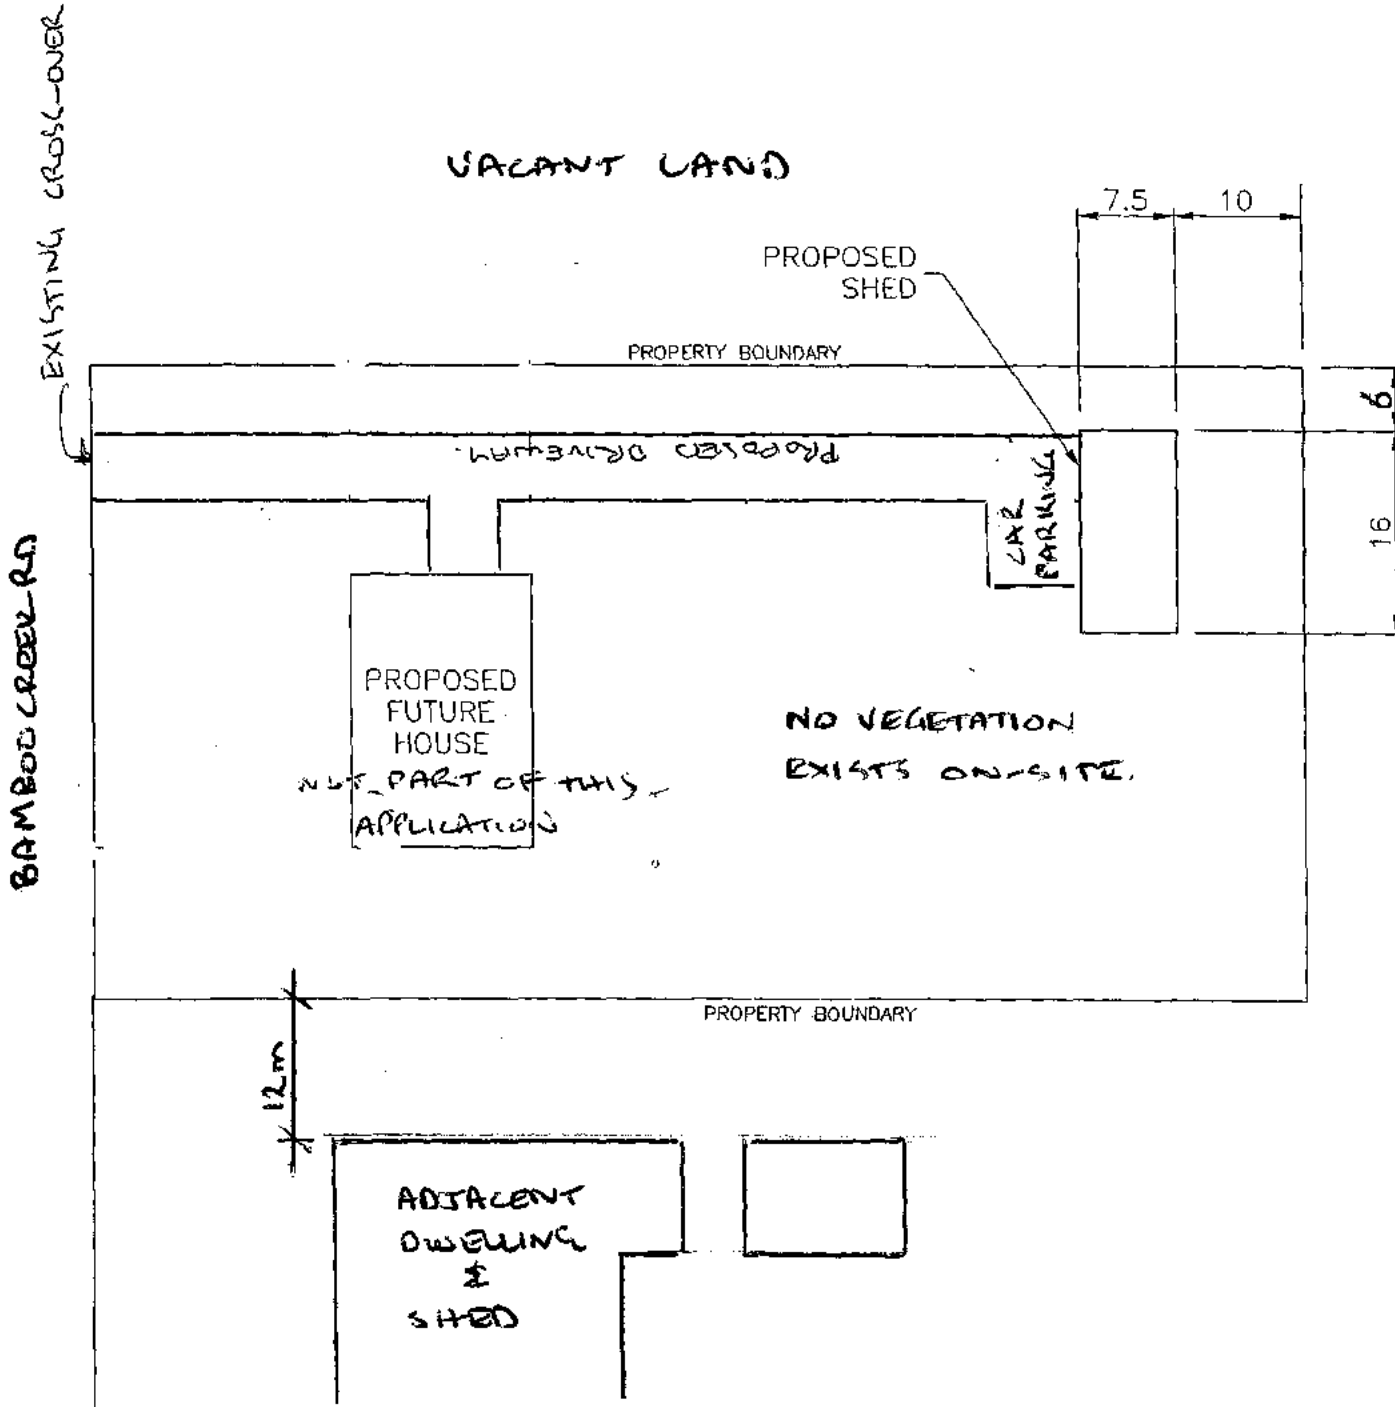 EXISTING CROSS-OVER
VACANT LAND
7.5
10
PROPOSED
SHED
PROPERTY BOUNDARY
6
PROPOSED DRIVEWAY
CAR
PARKING
16
BAMBOO CREEK RD
PROPOSED
FUTURE
HOUSE
NOT PART OF THIS
APPLICATION
NO VEGETATION
EXISTS ON-SITE.
PROPERTY BOUNDARY
12m
ADJACENT
DWELLING
&
SHED